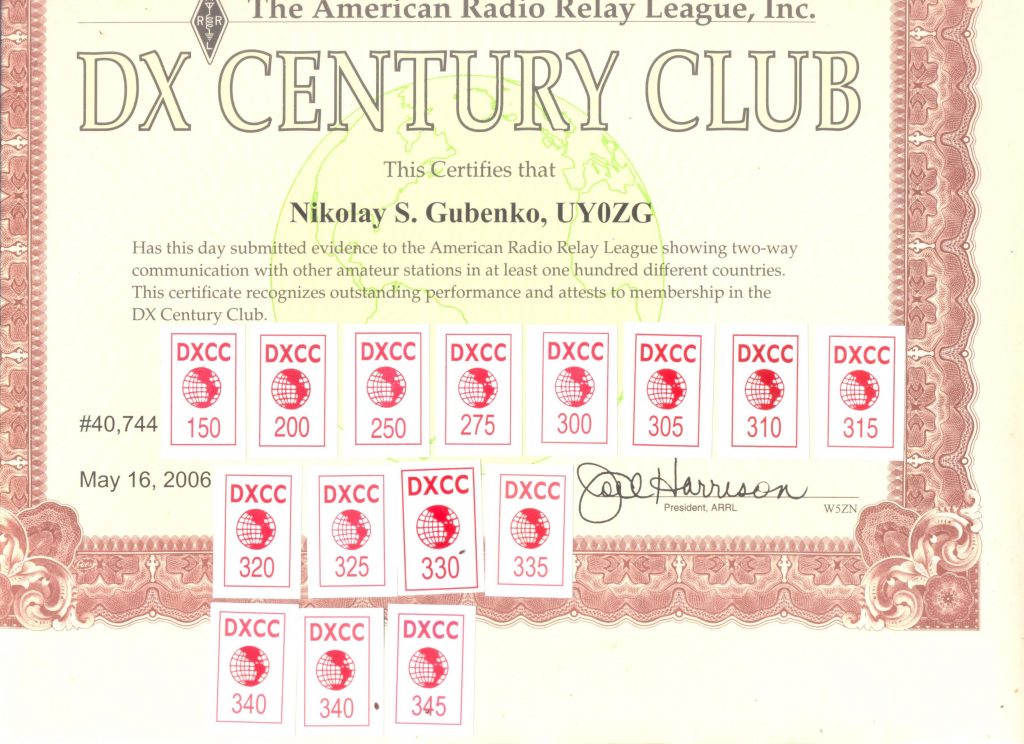 A
R R
L
The American Radio Relay League, Inc.
DX CENTURY CLUB
This Certifies that
Nikolay S. Gubenko, UY0ZG
Has this day submitted evidence to the American Radio Relay League showing two-way
communication with other amateur stations in at least one hundred different countries.
This certificate recognizes outstanding performance and attests to membership in the
DX Century Club.
DXCC DXCC DXCC DXCC DXCC DXCC DXCC DXCC
#40,744 150 200 250 275 300 305 310 315
May 16, 2006
Joel Harrison
President, ARRL W5ZN
DXCC DXCC DXCC DXCC
320 325 330 335
DXCC DXCC DXCC
340 340 345